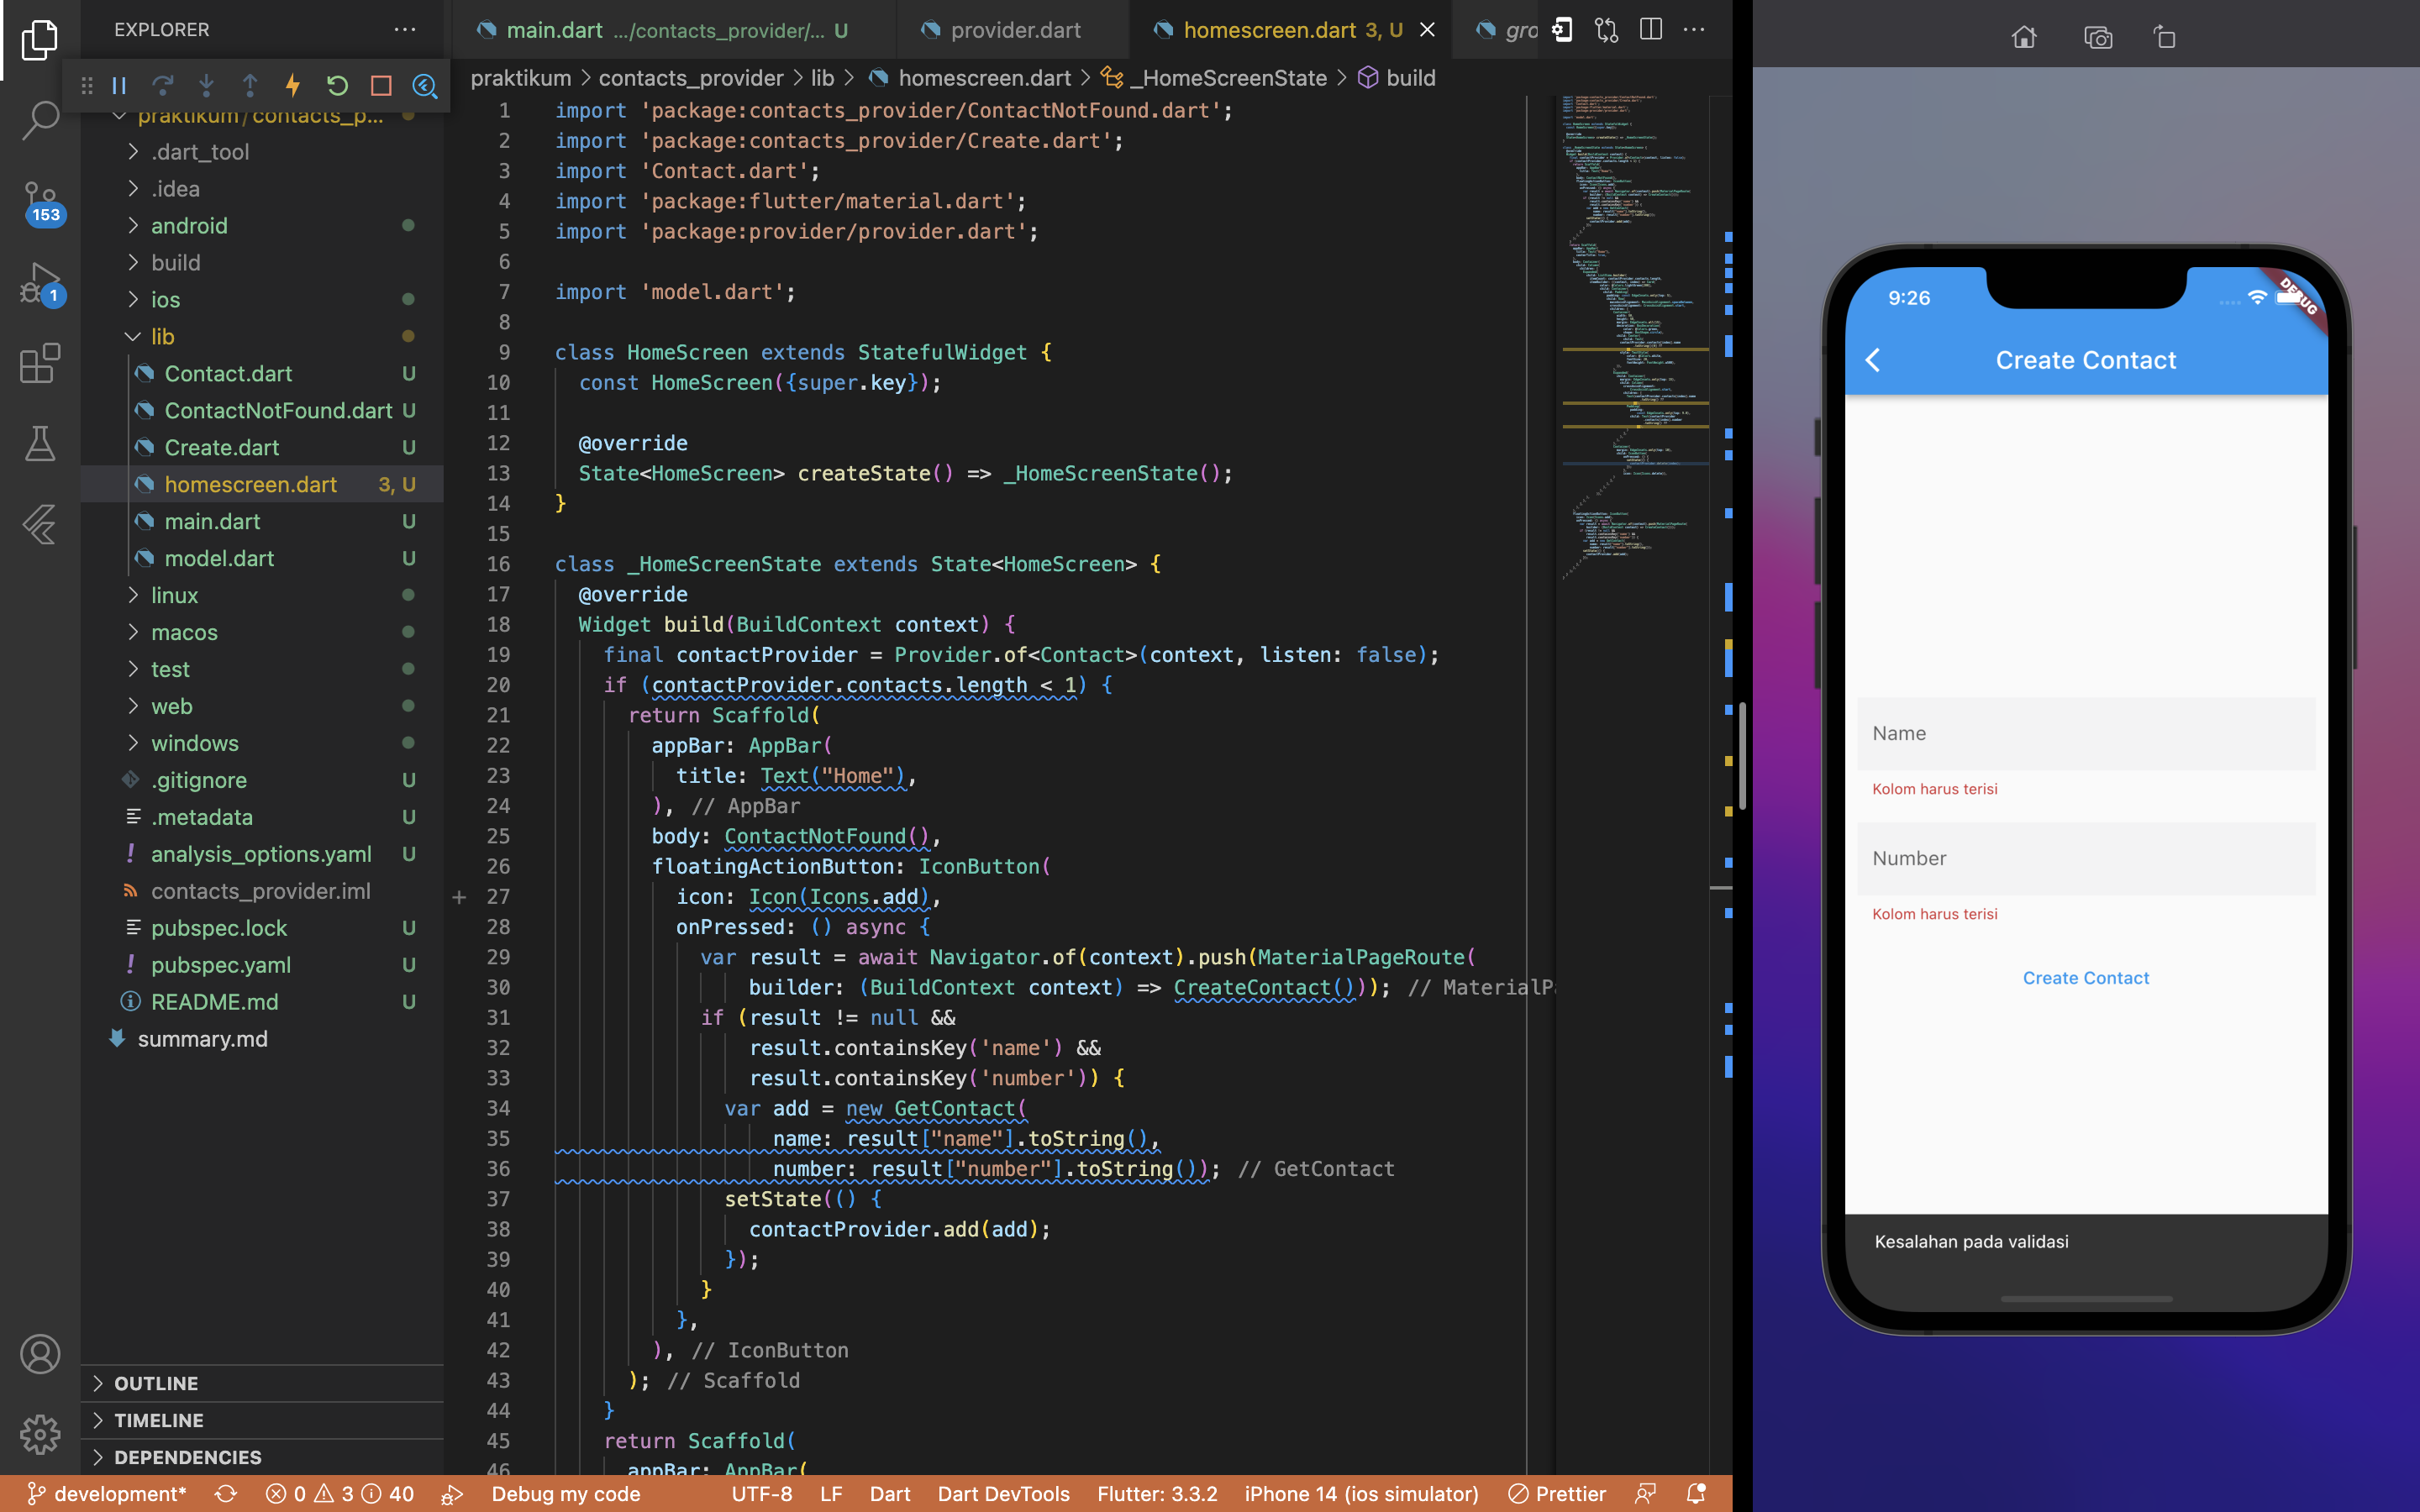 EXPLORER
praktikum/contacts_p...
.dart_tool
.idea
android
build
ios
lib
Contact.dart U
ContactNotFound.dart U
Create.dart U
homescreen.dart 3, U
main.dart U
model.dart U
linux
macos
test
web
windows
.gitignore U
.metadata U
analysis_options.yaml U
contacts_provider.iml
pubspec.lock U
pubspec.yaml U
README.md U
summary.md
OUTLINE
TIMELINE
DEPENDENCIES
153
1
main.dart .../contacts_provider/... U
provider.dart
homescreen.dart 3, U
gro
praktikum > contacts_provider > lib > homescreen.dart > _HomeScreenState > build
1 import 'package:contacts_provider/ContactNotFound.dart';
2 import 'package:contacts_provider/Create.dart';
3 import 'Contact.dart';
4 import 'package:flutter/material.dart';
5 import 'package:provider/provider.dart';
6
7 import 'model.dart';
8
9 class HomeScreen extends StatefulWidget {
10 const HomeScreen({super.key});
11
12 @override
13 State<HomeScreen> createState() => _HomeScreenState();
14 }
15
16 class _HomeScreenState extends State<HomeScreen> {
17 @override
18 Widget build(BuildContext context) {
19 final contactProvider = Provider.of<Contact>(context, listen: false);
20 if (contactProvider.contacts.length < 1) {
21 return Scaffold(
22 appBar: AppBar(
23 title: Text("Home"),
24 ), // AppBar
25 body: ContactNotFound(),
26 floatingActionButton: IconButton(
27 icon: Icon(Icons.add),
28 onPressed: () async {
29 var result = await Navigator.of(context).push(MaterialPageRoute(
30 builder: (BuildContext context) => CreateContact())); // MaterialP
31 if (result != null &&
32 result.containsKey('name') &&
33 result.containsKey('number')) {
34 var add = new GetContact(
35 name: result["name"].toString(),
36 number: result["number"].toString()); // GetContact
37 setState(() {
38 contactProvider.add(add);
39 });
40 }
41 },
42 ), // IconButton
43 ); // Scaffold
44 }
45 return Scaffold(
46 appBar: AppBar(
development* 0 3 40 Debug my code UTF-8 LF Dart Dart DevTools Flutter: 3.3.2 iPhone 14 (ios simulator) Prettier
9:26
DEBUG
Create Contact
Name
Kolom harus terisi
Number
Kolom harus terisi
Create Contact
Kesalahan pada validasi